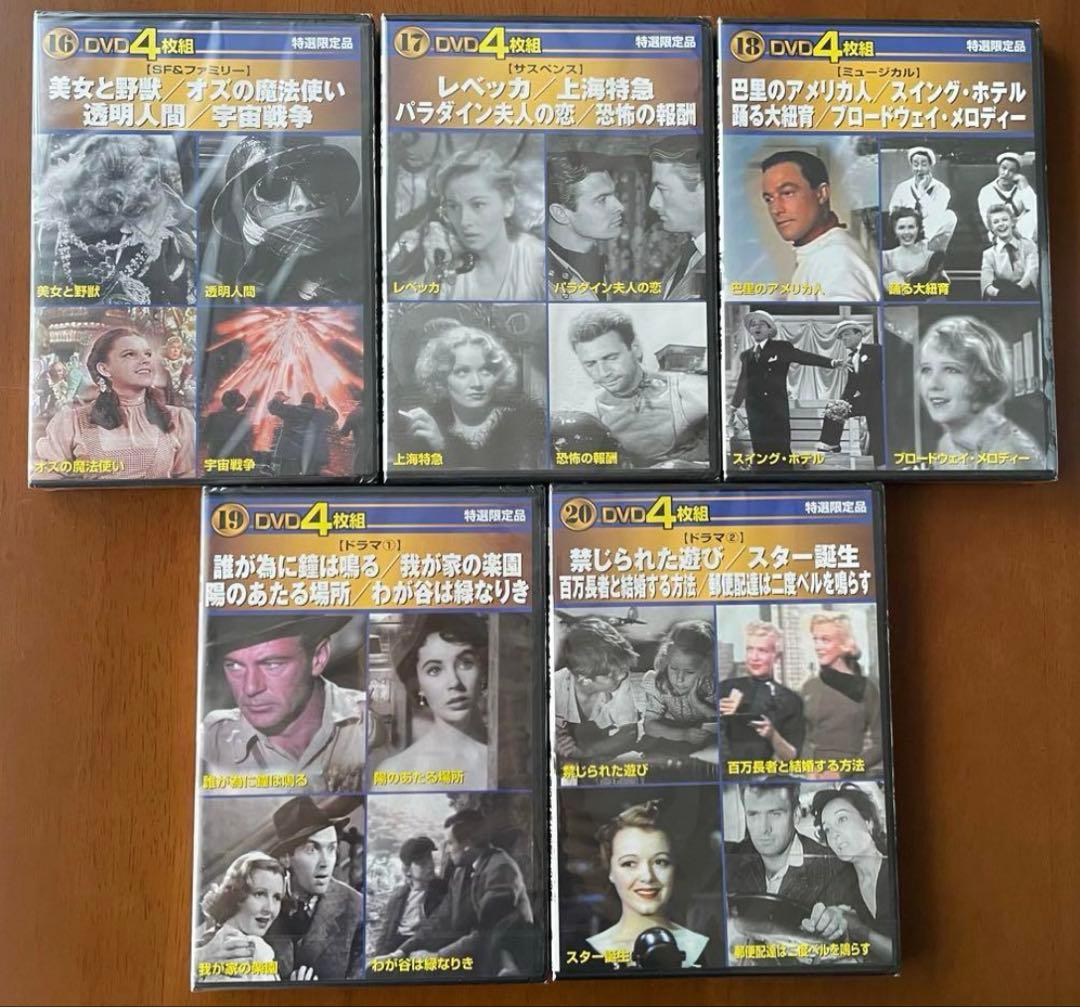 16 DVD4枚組 特選限定品
【SF&ファミリー】
美女と野獣/オズの魔法使い
透明人間/宇宙戦争
美女と野獣
透明人間
オズの魔法使い
宇宙戦争
17 DVD4枚組 特選限定品
【サスペンス】
レベッカ/上海特急
パラダイン夫人の恋/恐怖の報酬
レベッカ
パラダイン夫人の恋
上海特急
恐怖の報酬
18 DVD4枚組 特選限定品
【ミュージカル】
巴里のアメリカ人/スイング・ホテル
踊る大紐育/ブロードウェイ・メロディー
巴里のアメリカ人
踊る大紐育
スイング・ホテル
ブロードウェイ・メロディー
19 DVD4枚組 特選限定品
【ドラマ①】
誰が為に鐘は鳴る/我が家の楽園
陽のあたる場所/わが谷は緑なりき
誰が為に鐘は鳴る
陽のあたる場所
我が家の楽園
わが谷は緑なりき
20 DVD4枚組 特選限定品
【ドラマ②】
禁じられた遊び/スター誕生
百万長者と結婚する方法/郵便配達は二度ベルを鳴らす
禁じられた遊び
百万長者と結婚する方法
スター誕生
郵便配達は二度ベルを鳴らす